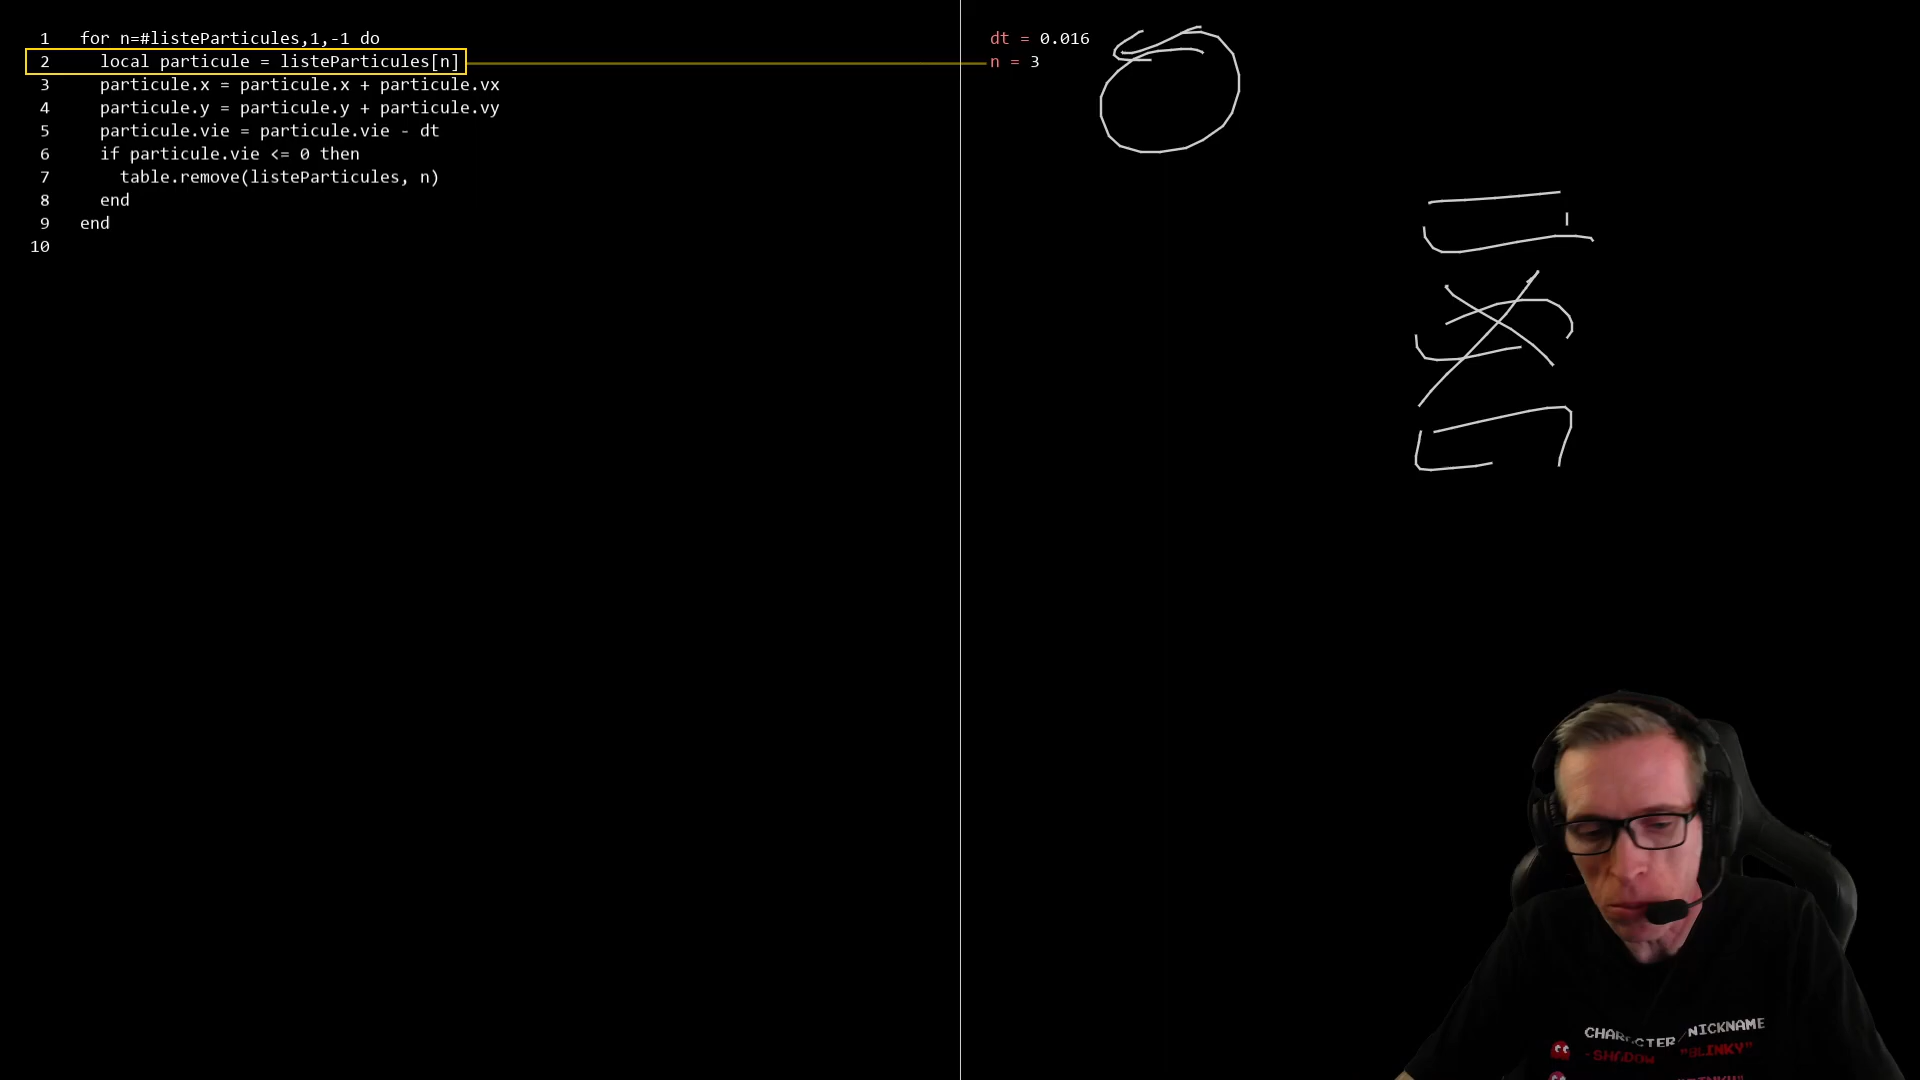 1 for n=#listeParticules,1,-1 do
2 local particule = listeParticules[n]
3 particule.x = particule.x + particule.vx
4 particule.y = particule.y + particule.vy
5 particule.vie = particule.vie - dt
6 if particule.vie <= 0 then
7 table.remove(listeParticules, n)
8 end
9 end
10
dt = 0.016
n = 3
CHARACTER / NICKNAME
-SHADOW "BLINKY"